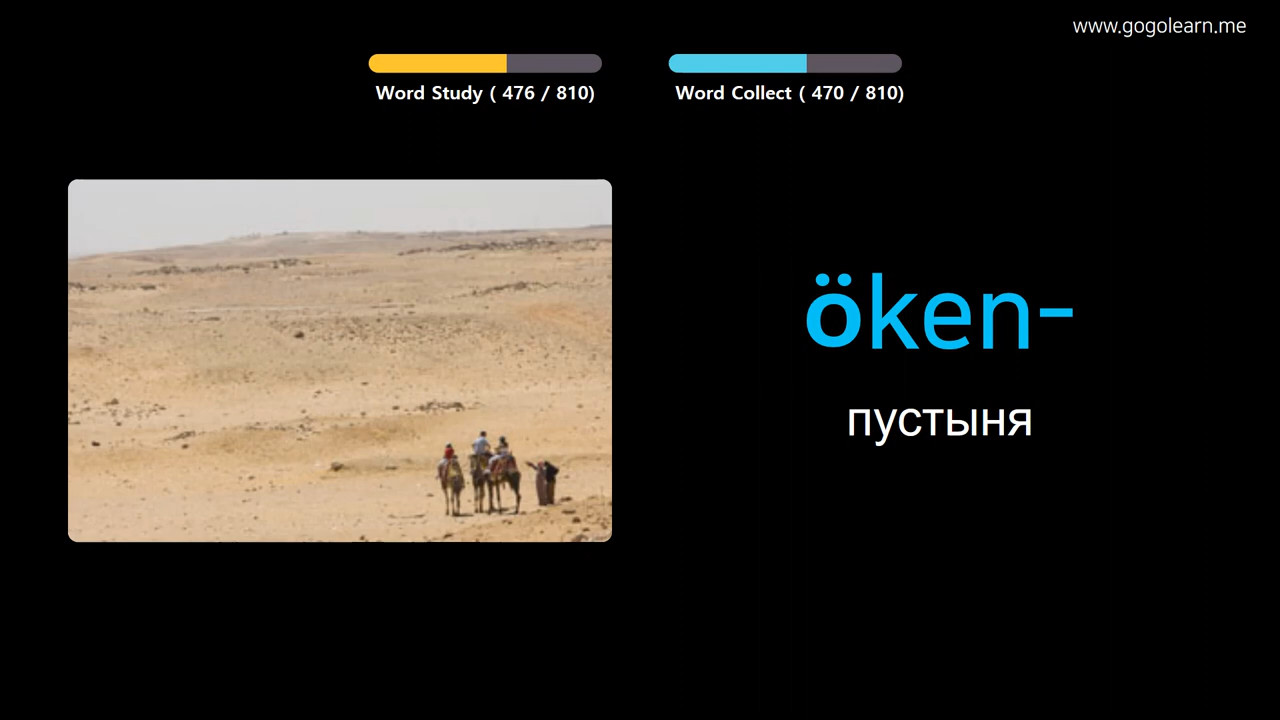 www.gogolearn.me
Word Study ( 476 / 810)
Word Collect ( 470 / 810)
öken-
пустыня